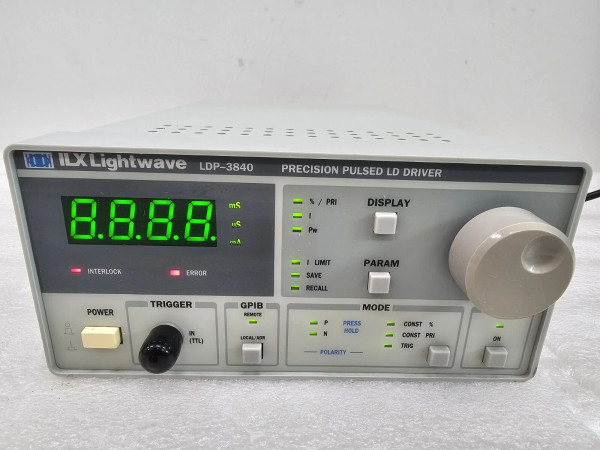 ILX Lightwave LDP-3840 PRECISION PULSED LD DRIVER
8.8.8.8.
mS
µS
mA
% / PRI
I
Pw
DISPLAY
INTERLOCK
ERROR
I LIMIT
SAVE
RECALL
PARAM
POWER
TRIGGER
IN
(TTL)
GPIB
REMOTE
LOCAL/ADR
MODE
P
N
PRESS
HOLD
POLARITY
CONST %
CONST PRI
TRIG
ON